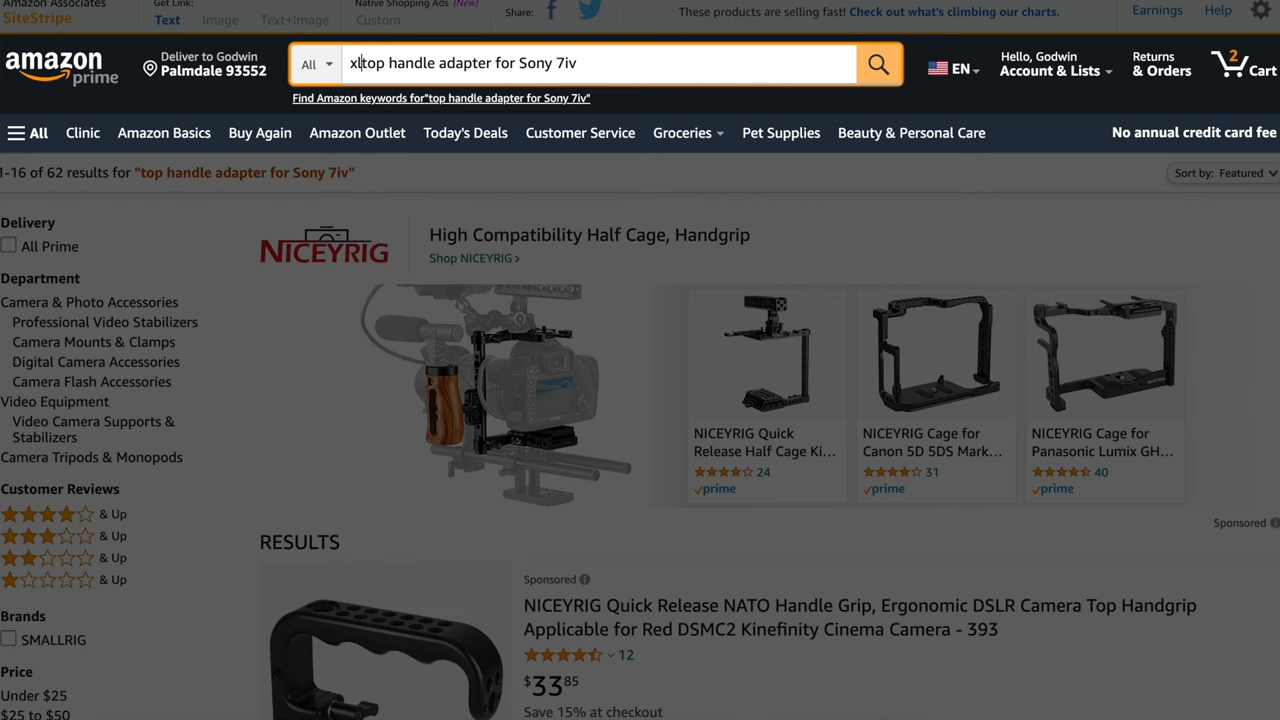 Amazon Associates
SiteStripe
Get Link:
Text Image Text+Image
Native Shopping Ads (New)
Custom
Share:
These products are selling fast! Check out what's climbing our charts.
Earnings Help
amazon
prime
Deliver to Godwin
Palmdale 93552
All
xltop handle adapter for Sony 7iv
Find Amazon keywords for"top handle adapter for Sony 7iv"
EN
Hello, Godwin
Account & Lists
Returns
& Orders
2
Cart
All Clinic Amazon Basics Buy Again Amazon Outlet Today's Deals Customer Service Groceries Pet Supplies Beauty & Personal Care
No annual credit card fee
1-16 of 62 results for "top handle adapter for Sony 7iv"
Sort by: Featured
Delivery
All Prime
Department
Camera & Photo Accessories
Professional Video Stabilizers
Camera Mounts & Clamps
Digital Camera Accessories
Camera Flash Accessories
Video Equipment
Video Camera Supports &
Stabilizers
Camera Tripods & Monopods
Customer Reviews
& Up
& Up
& Up
& Up
Brands
SMALLRIG
Price
Under $25
$25 to $50
NICEYRIG
High Compatibility Half Cage, Handgrip
Shop NICEYRIG ›
NICEYRIG Quick
Release Half Cage Ki...
24
prime
NICEYRIG Cage for
Canon 5D 5DS Mark...
31
prime
NICEYRIG Cage for
Panasonic Lumix GH...
40
prime
Sponsored
RESULTS
Sponsored
NICEYRIG Quick Release NATO Handle Grip, Ergonomic DSLR Camera Top Handgrip
Applicable for Red DSMC2 Kinefinity Cinema Camera - 393
12
$33 85
Save 15% at checkout